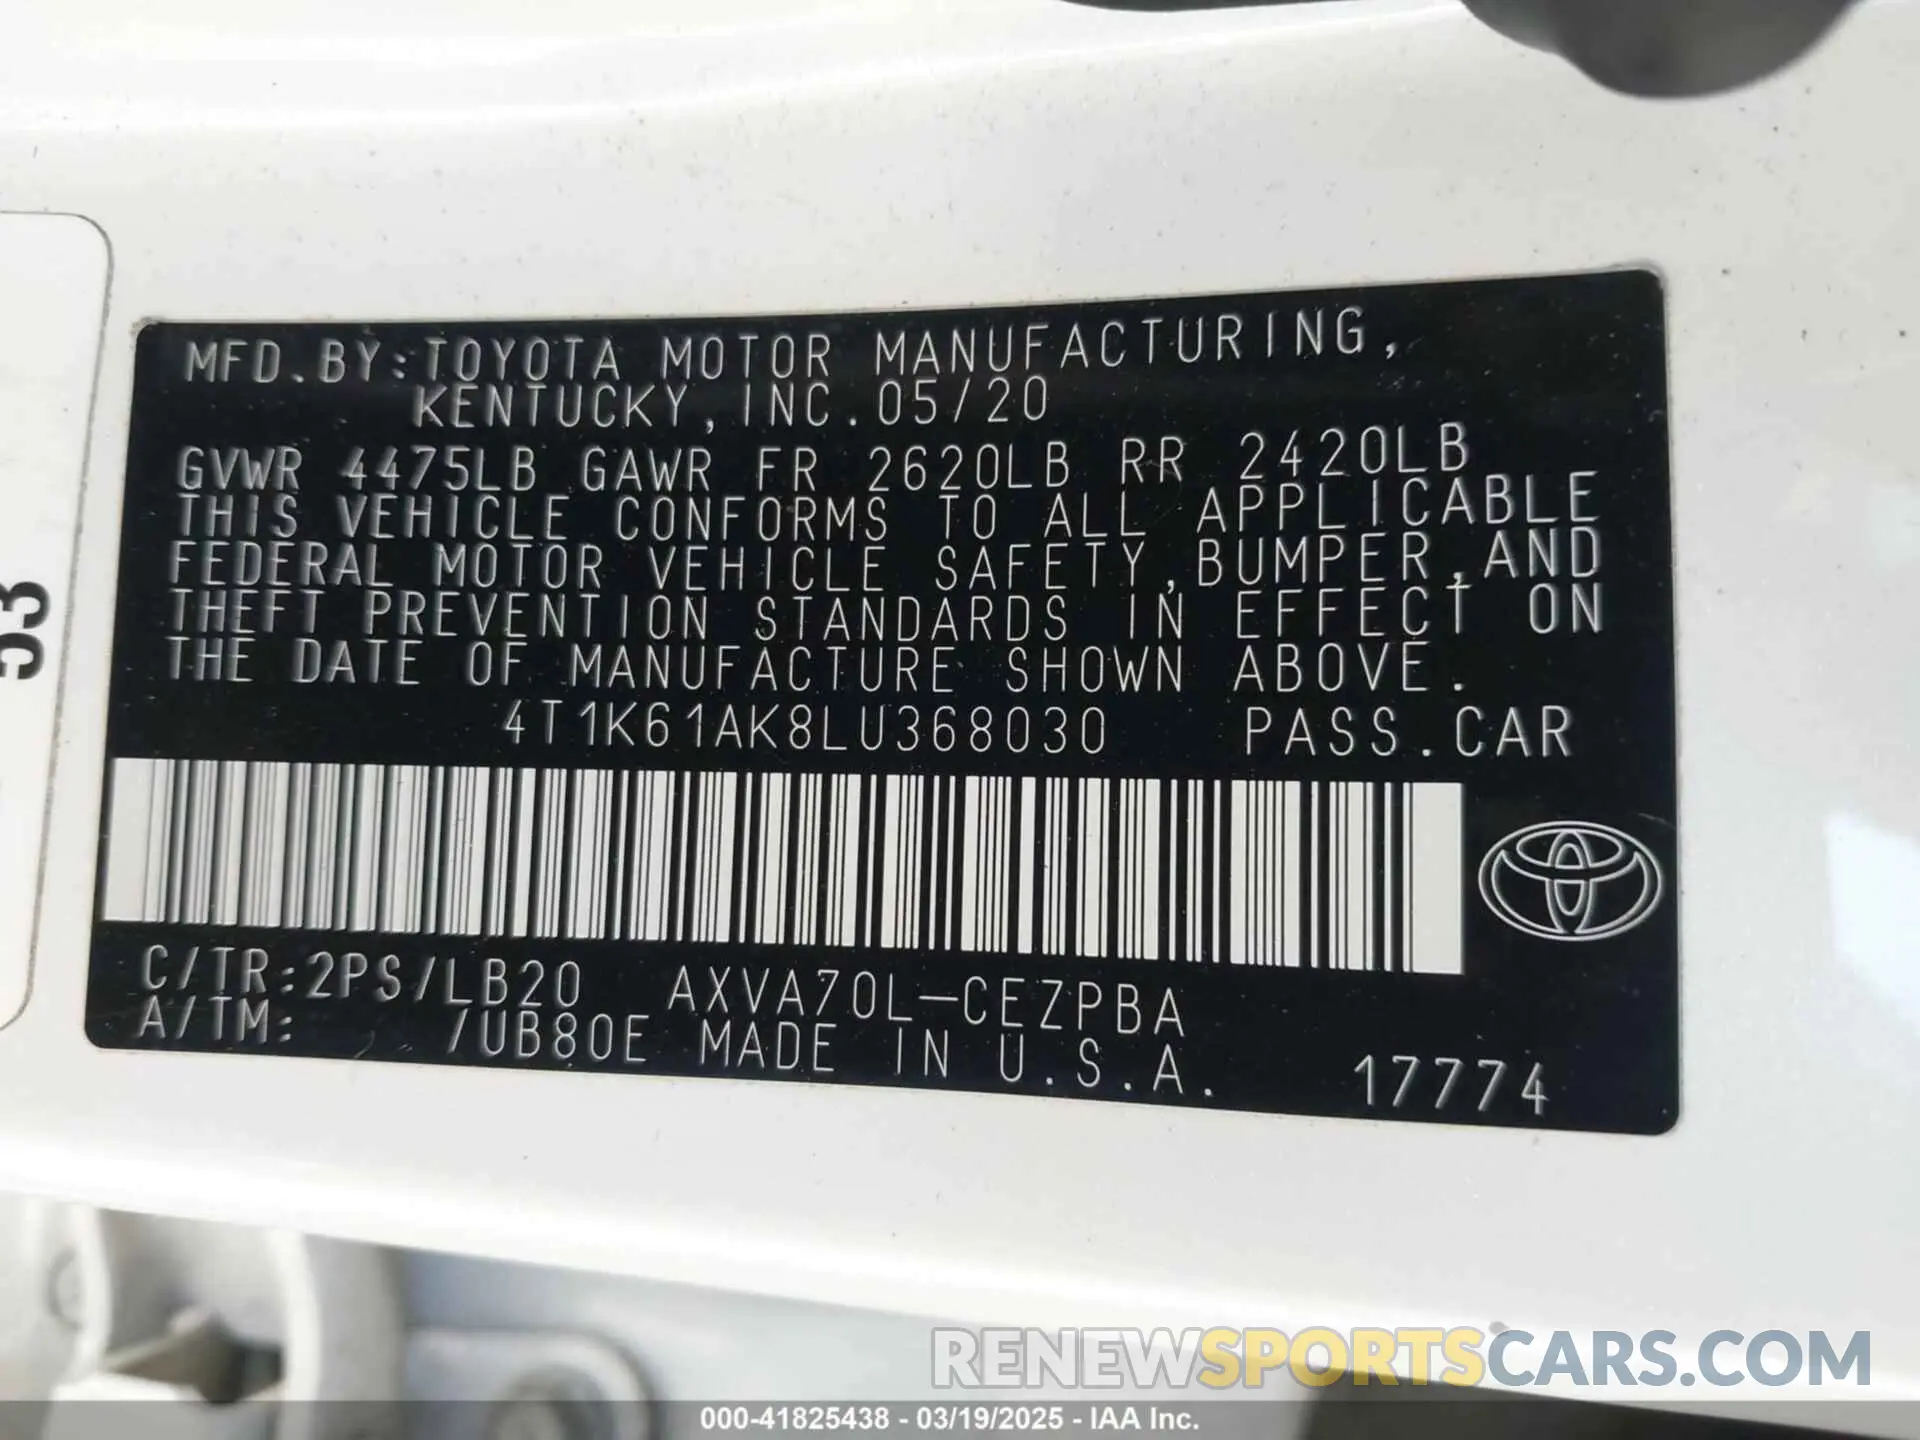 53
MFD.BY:TOYOTA MOTOR MANUFACTURING,
KENTUCKY,INC.05/20
GVWR 4475LB GAWR FR 2620LB RR 2420LB
THIS VEHICLE CONFORMS TO ALL APPLICABLE
FEDERAL MOTOR VEHICLE SAFETY,BUMPER,AND
THEFT PREVENTION STANDARDS IN EFFECT ON
THE DATE OF MANUFACTURE SHOWN ABOVE.
4T1K61AK8LU368030 PASS.CAR
C/TR:2PS/LB20 AXVA70L-CEZPBA
A/TM: /UB80E MADE IN U.S.A. 17774
RENEWSPORTSCARS.COM
000-41825438 - 03/19/2025 - IAA Inc.